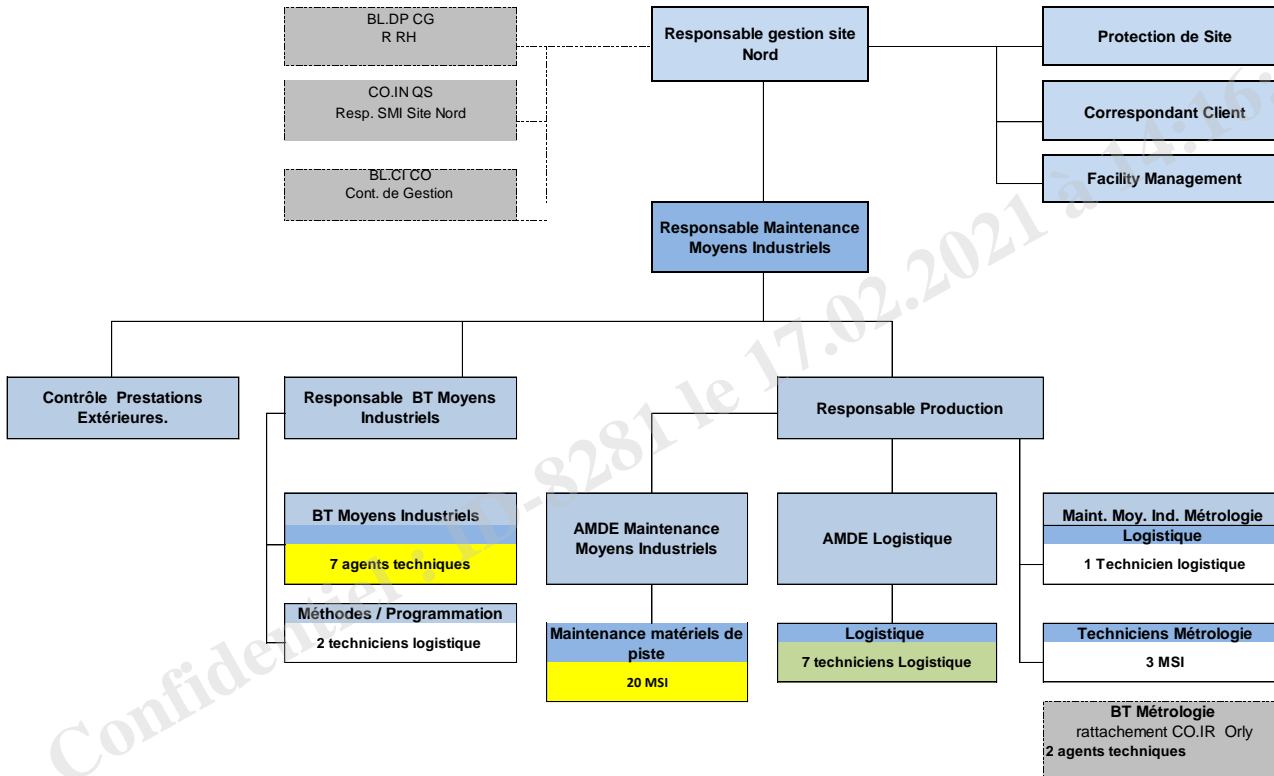 BL.DP CG
R RH
Responsable gestion site
Nord
Protection de Site
CO.IN QS
Resp. SMI Site Nord
Correspondant Client
BL.CI CO
Cont. de Gestion
Facility Management
Responsable Maintenance
Moyens Industriels
Contrôle Prestations
Extérieures.
Responsable BT Moyens
Industriels
Responsable Production
BT Moyens Industriels
7 agents techniques
Méthodes / Programmation
2 techniciens logistique
AMDE Maintenance
Moyens Industriels
Maintenance matériels de
piste
20 MSI
AMDE Logistique
Logistique
7 techniciens Logistique
Maint. Moy. Ind. Métrologie
Logistique
1 Technicien logistique
Techniciens Métrologie
3 MSI
BT Métrologie
rattachement CO.IR Orly
2 agents techniques
Confidentiel : ID-8281 le 17.02.2021 à 14:16: